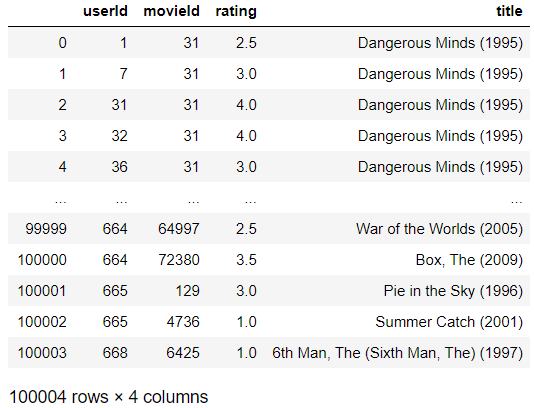 userId movieId rating title
0 1 31 2.5 Dangerous Minds (1995)
1 7 31 3.0 Dangerous Minds (1995)
2 31 31 4.0 Dangerous Minds (1995)
3 32 31 4.0 Dangerous Minds (1995)
4 36 31 3.0 Dangerous Minds (1995)
... ... ... ... ...
99999 664 64997 2.5 War of the Worlds (2005)
100000 664 72380 3.5 Box, The (2009)
100001 665 129 3.0 Pie in the Sky (1996)
100002 665 4736 1.0 Summer Catch (2001)
100003 668 6425 1.0 6th Man, The (Sixth Man, The) (1997)
100004 rows × 4 columns